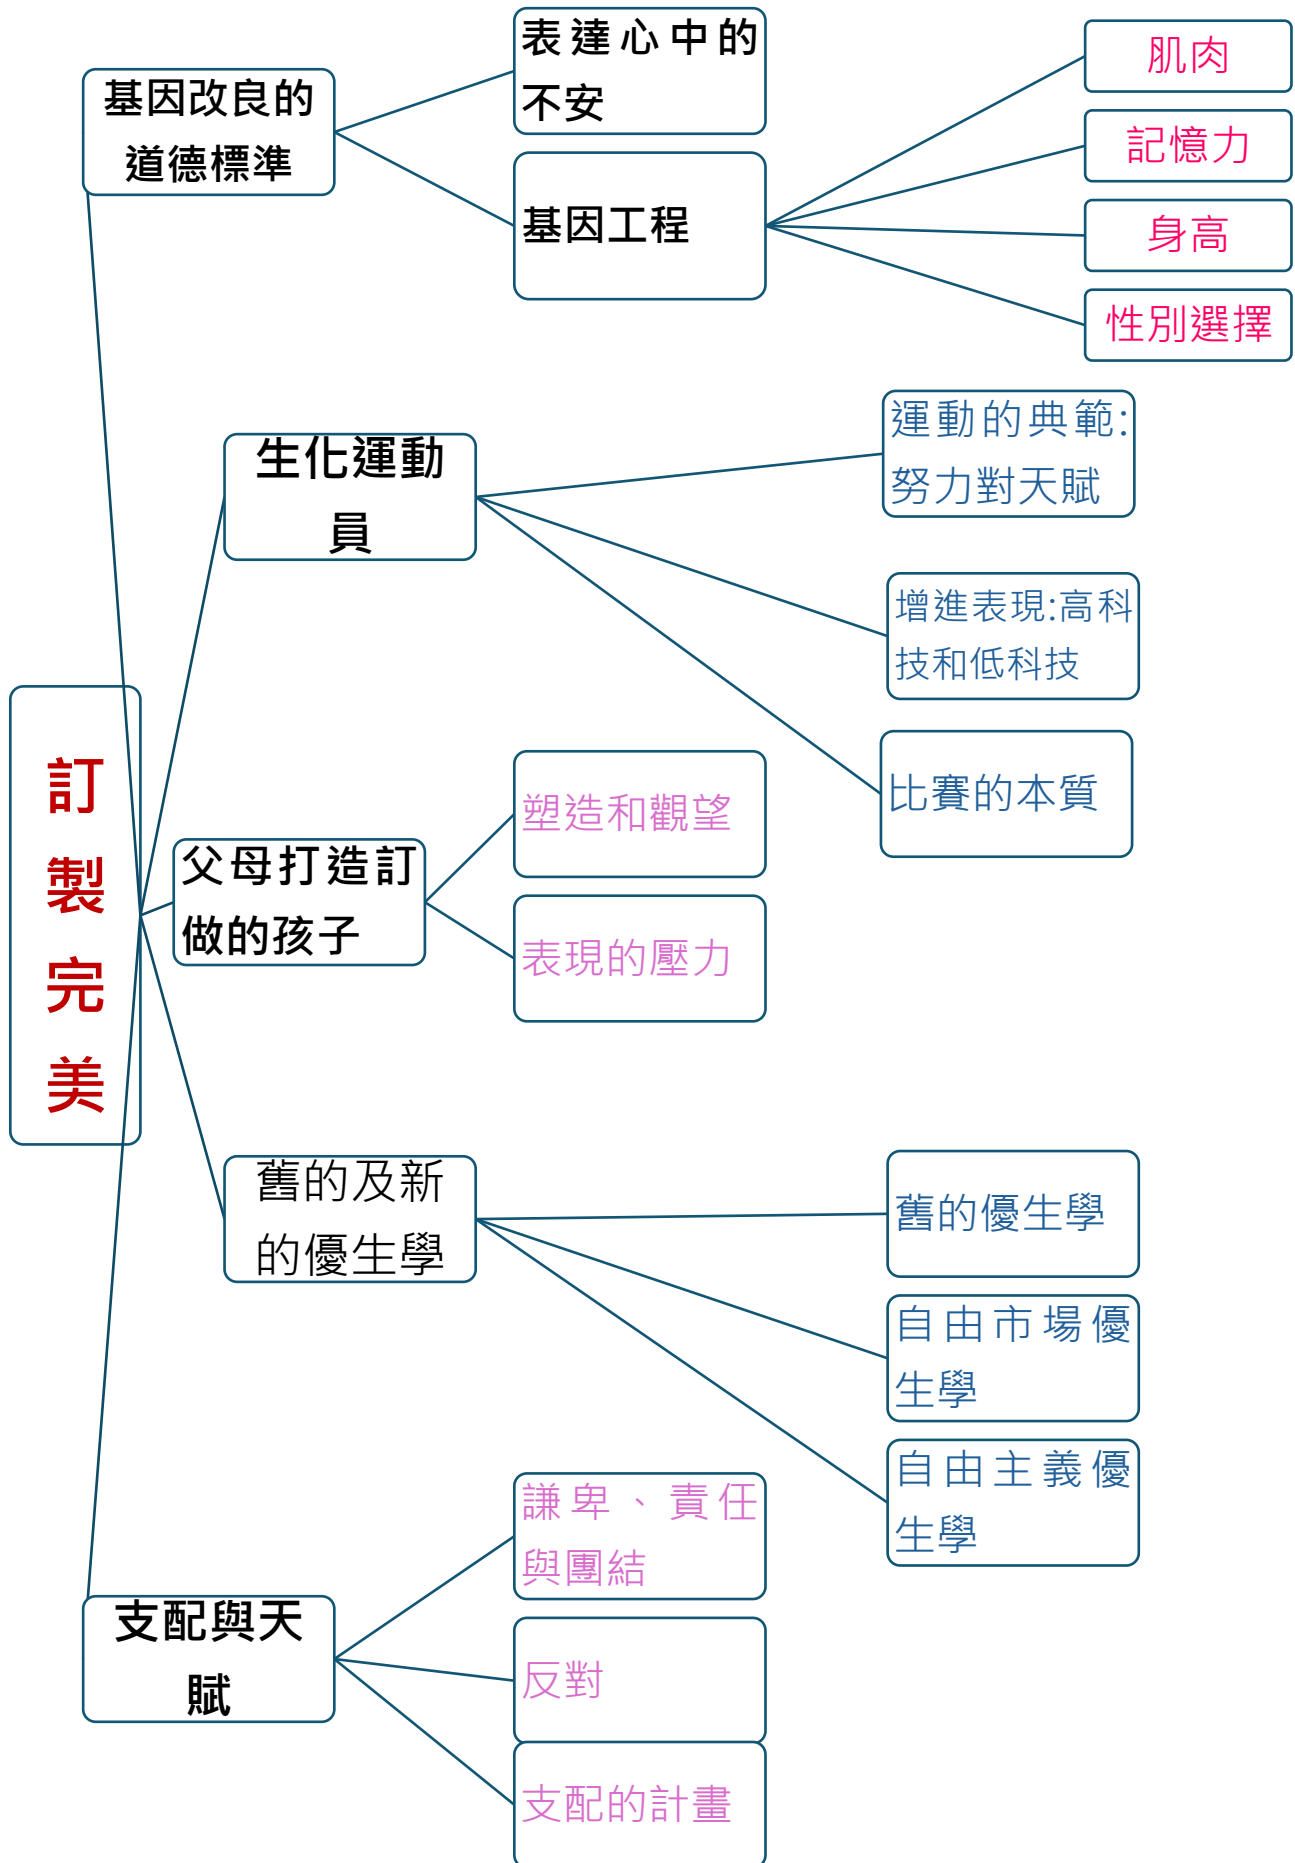 訂
製
完
美
基因改良的
道德標準
表達心中的
不安
基因工程
肌肉
記憶力
身高
性別選擇
生化運動
員
運動的典範:
努力對天賦
增進表現:高科
技和低科技
比賽的本質
父母打造訂
做的孩子
塑造和觀望
表現的壓力
舊的及新
的優生學
舊的優生學
自由市場優
生學
自由主義優
生學
支配與天
賦
謙卑、責任
與團結
反對
支配的計畫